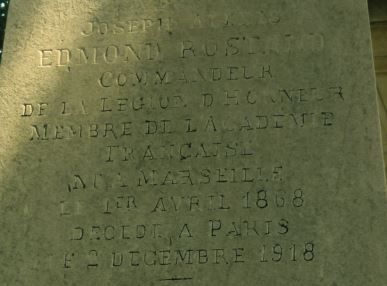 JOSEPH
EDMOND ROSTAND
COMMANDEUR
DE LA LEGION D'HONNEUR
MEMBRE DE L'ACADEMIE
FRANÇAISE
NE A MARSEILLE
LE 1ER AVRIL 1868
DECEDE A PARIS
LE 2 DECEMBRE 1918